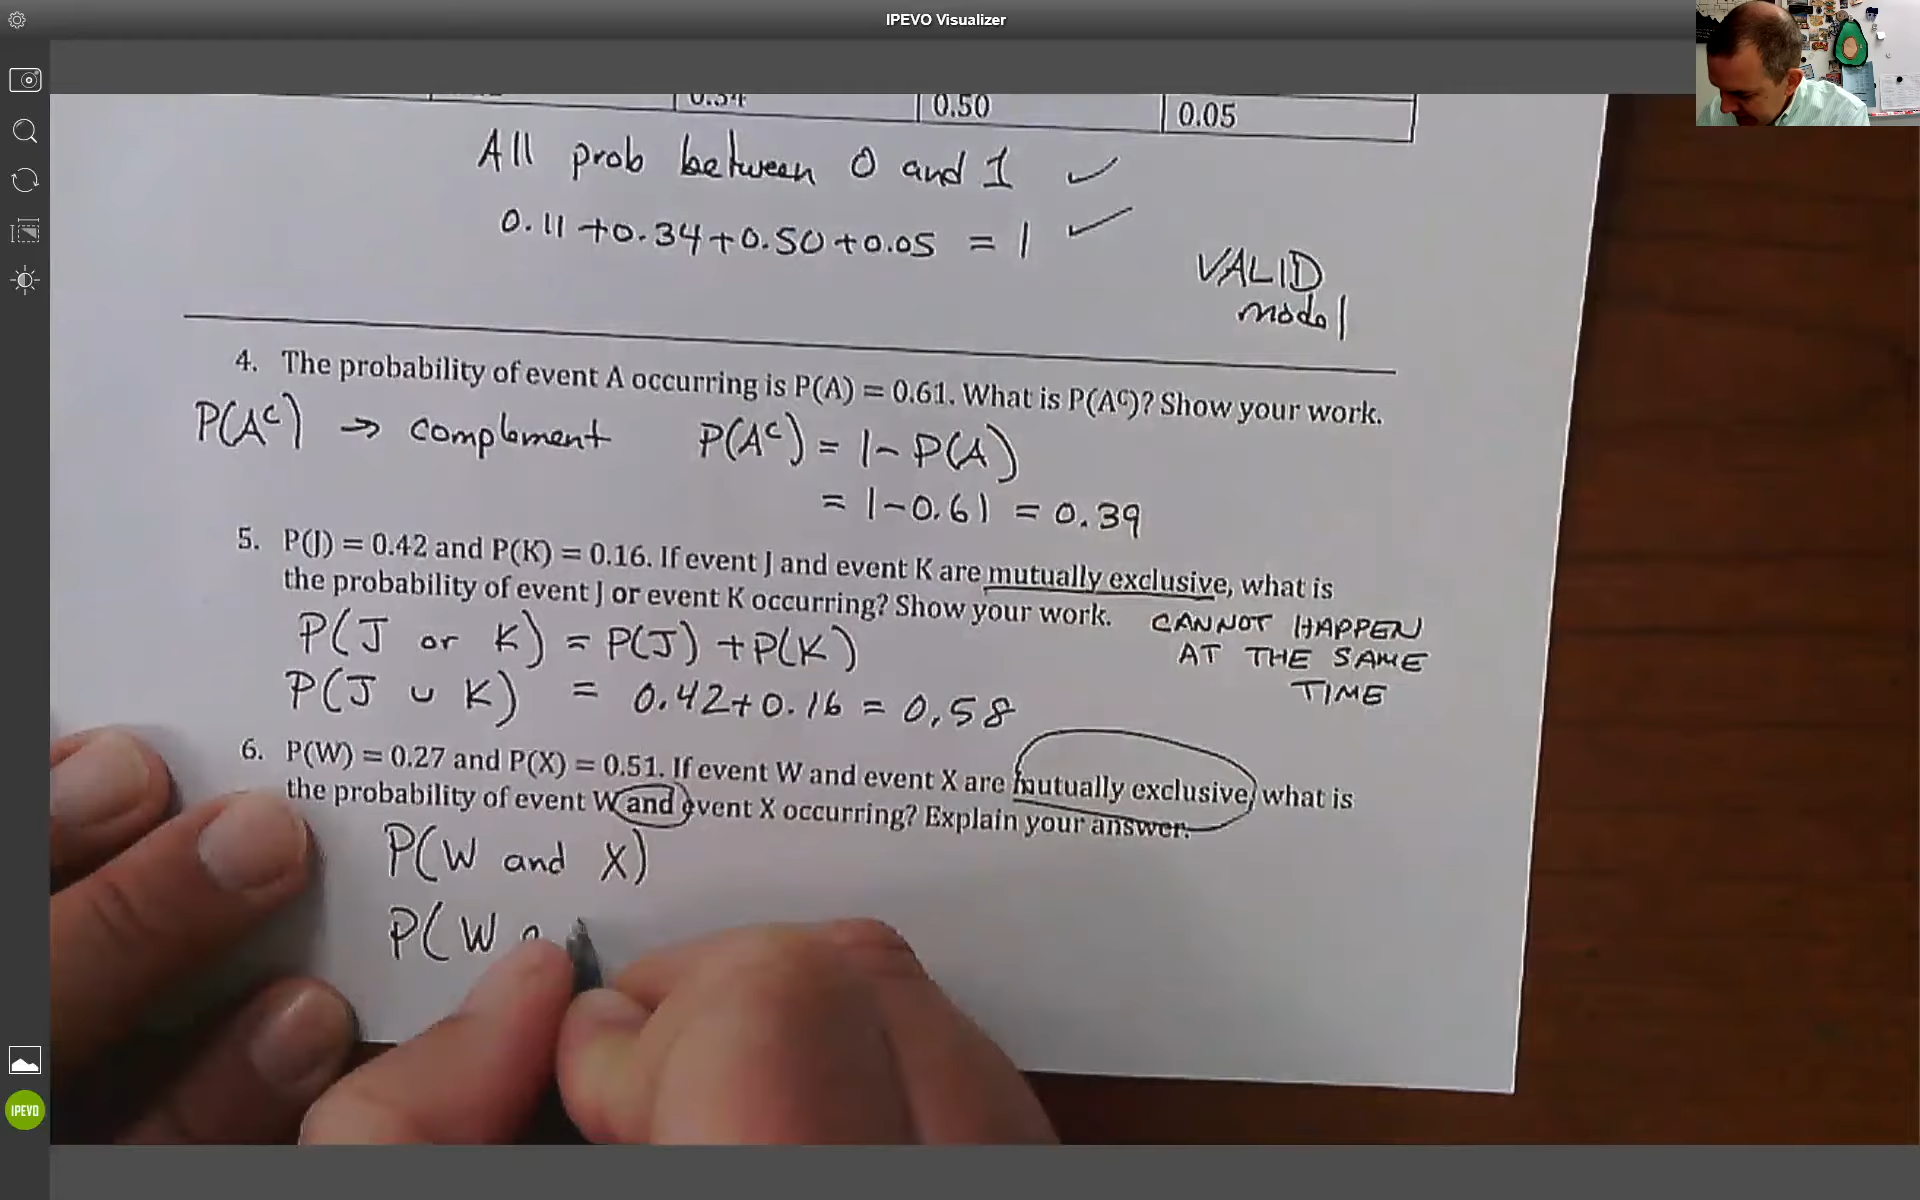 IPEVO Visualizer
0.34 0.50 0.05
All prob between 0 and 1 ✓
0.11 + 0.34 + 0.50 + 0.05 = 1 ✓
VALID
model
4. The probability of event A occurring is P(A) = 0.61. What is P(Aᶜ)? Show your work.
P(Aᶜ) → complement P(Aᶜ) = 1 - P(A)
= 1 - 0.61 = 0.39
5. P(J) = 0.42 and P(K) = 0.16. If event J and event K are mutually exclusive, what is
the probability of event J or event K occurring? Show your work.
CANNOT HAPPEN
AT THE SAME
TIME
P(J or K) = P(J) + P(K)
P(J ∪ K) = 0.42 + 0.16 = 0.58
6. P(W) = 0.27 and P(X) = 0.51. If event W and event X are mutually exclusive, what is
the probability of event W and event X occurring? Explain your answer.
P(W and X)
P(W
IPEVO